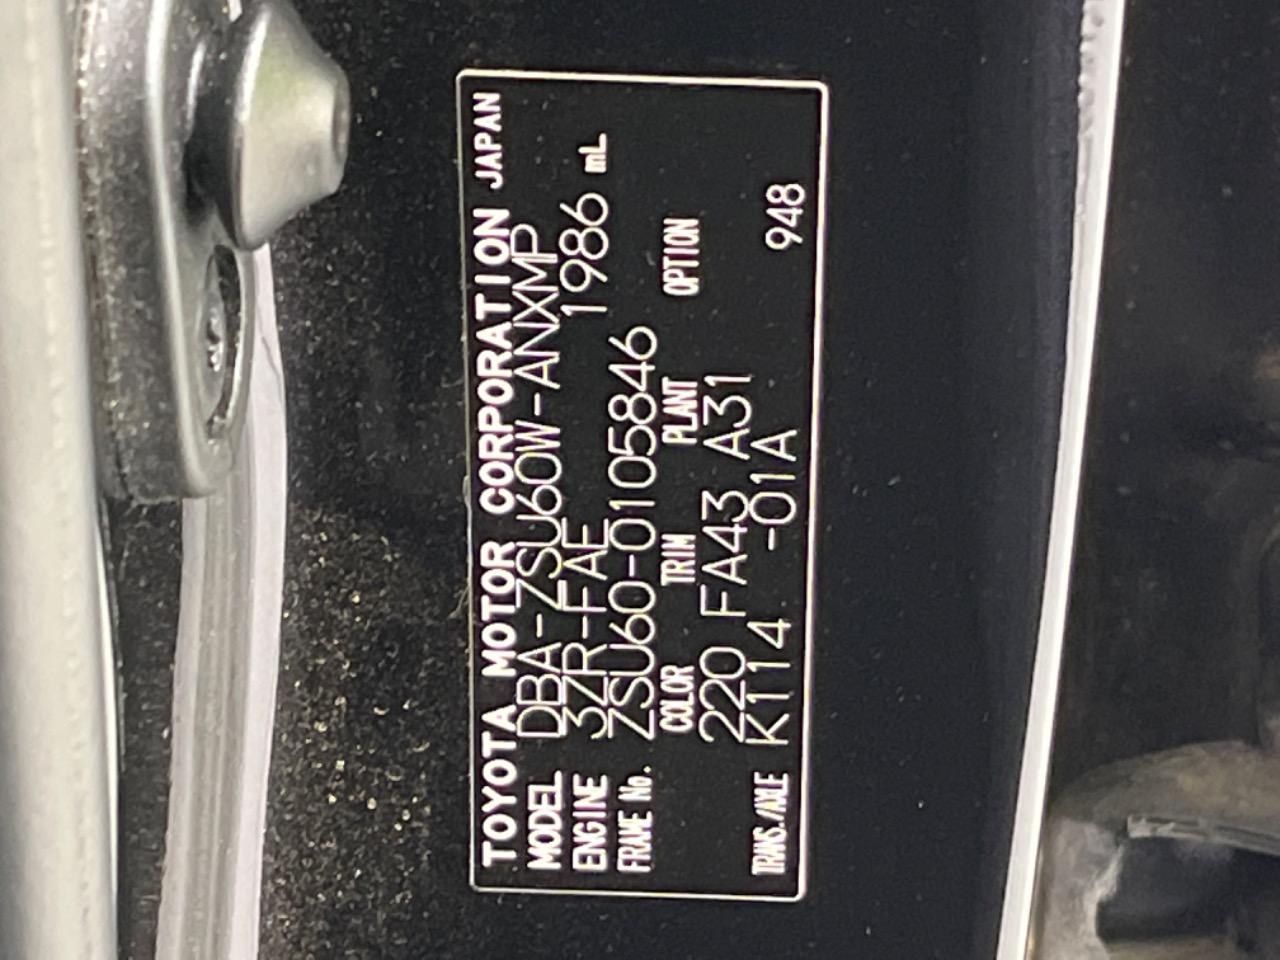 TOYOTA MOTOR CORPORATION JAPAN
MODEL DBA-ZSU60W-ANXMP
ENGINE 3ZR-FAE 1986 mL
FRAME No. ZSU60-0105846
COLOR TRIM PLANT OPTION
220 FA43 A31
TRANS./AXLE K114 -01A 948